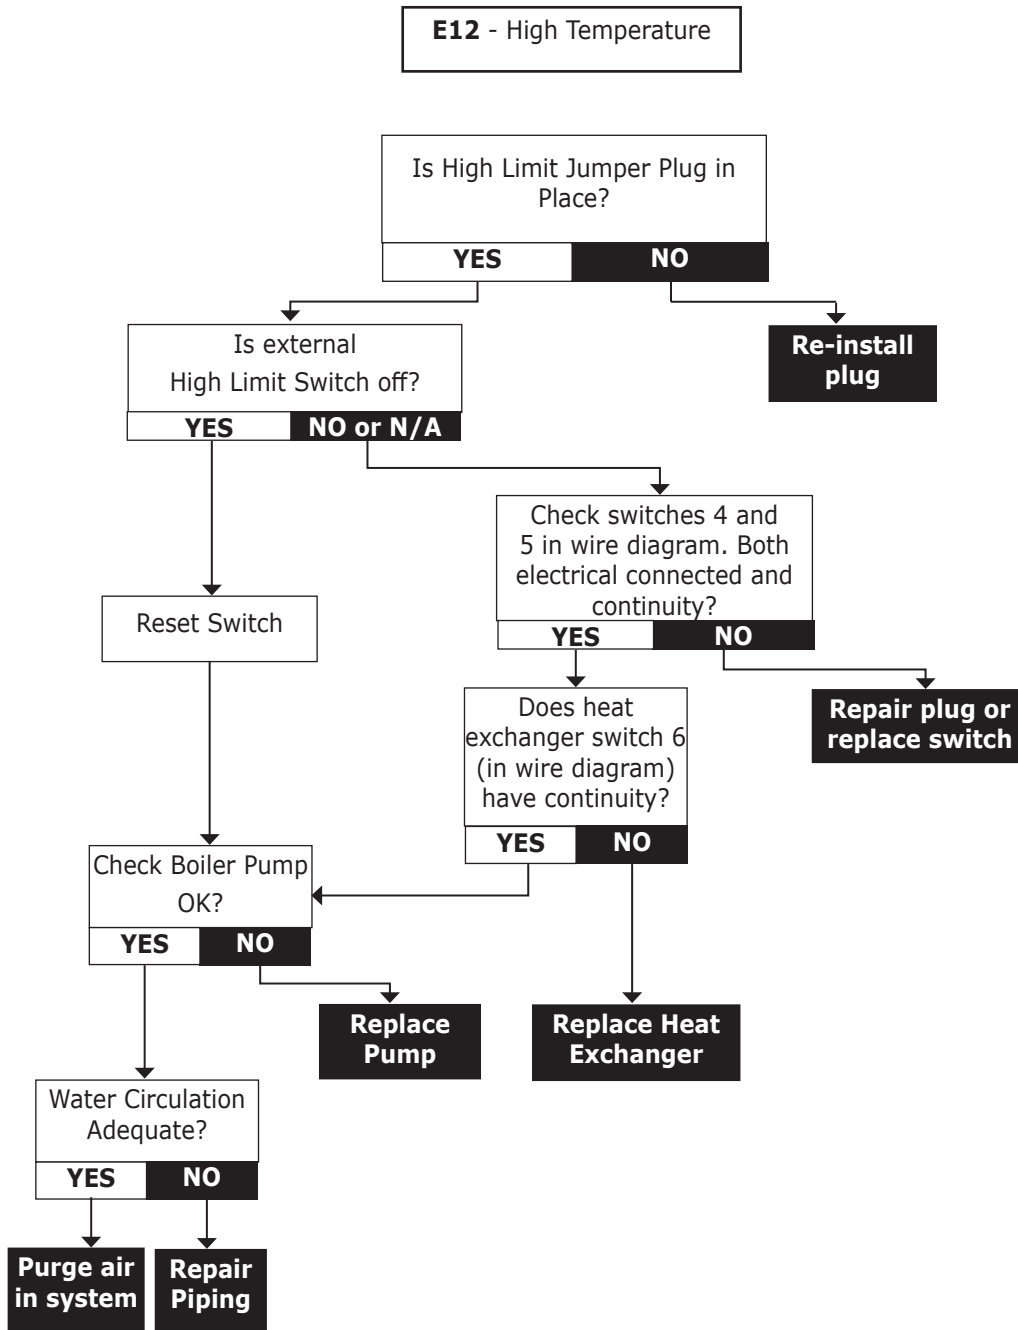 E12 - High Temperature
Is High Limit Jumper Plug in
Place?
YES NO
Is external
High Limit Switch off?
YES NO or N/A
Re-install
plug
Check switches 4 and
5 in wire diagram. Both
electrical connected and
continuity?
YES NO
Reset Switch
Does heat
exchanger switch 6
(in wire diagram)
have continuity?
YES NO
Repair plug or
replace switch
Check Boiler Pump
OK?
YES NO
Replace
Pump
Replace Heat
Exchanger
Water Circulation
Adequate?
YES NO
Purge air
in system
Repair
Piping